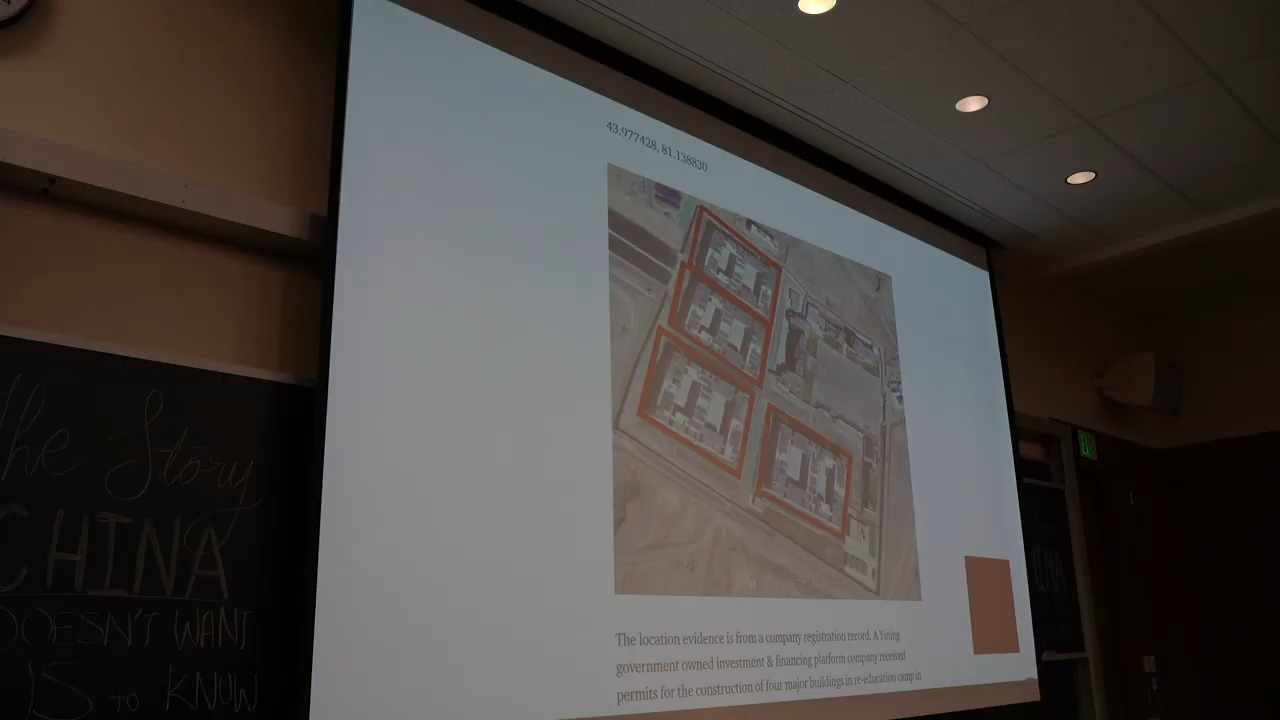 43.977428, 81.138830
The location evidence is from a company registration record. A Yining
government owned investment & financing platform company received
permits for the construction of four major buildings in re-education camp in
The Story
CHINA
DOESN'T WANT
US to KNOW
EXIT